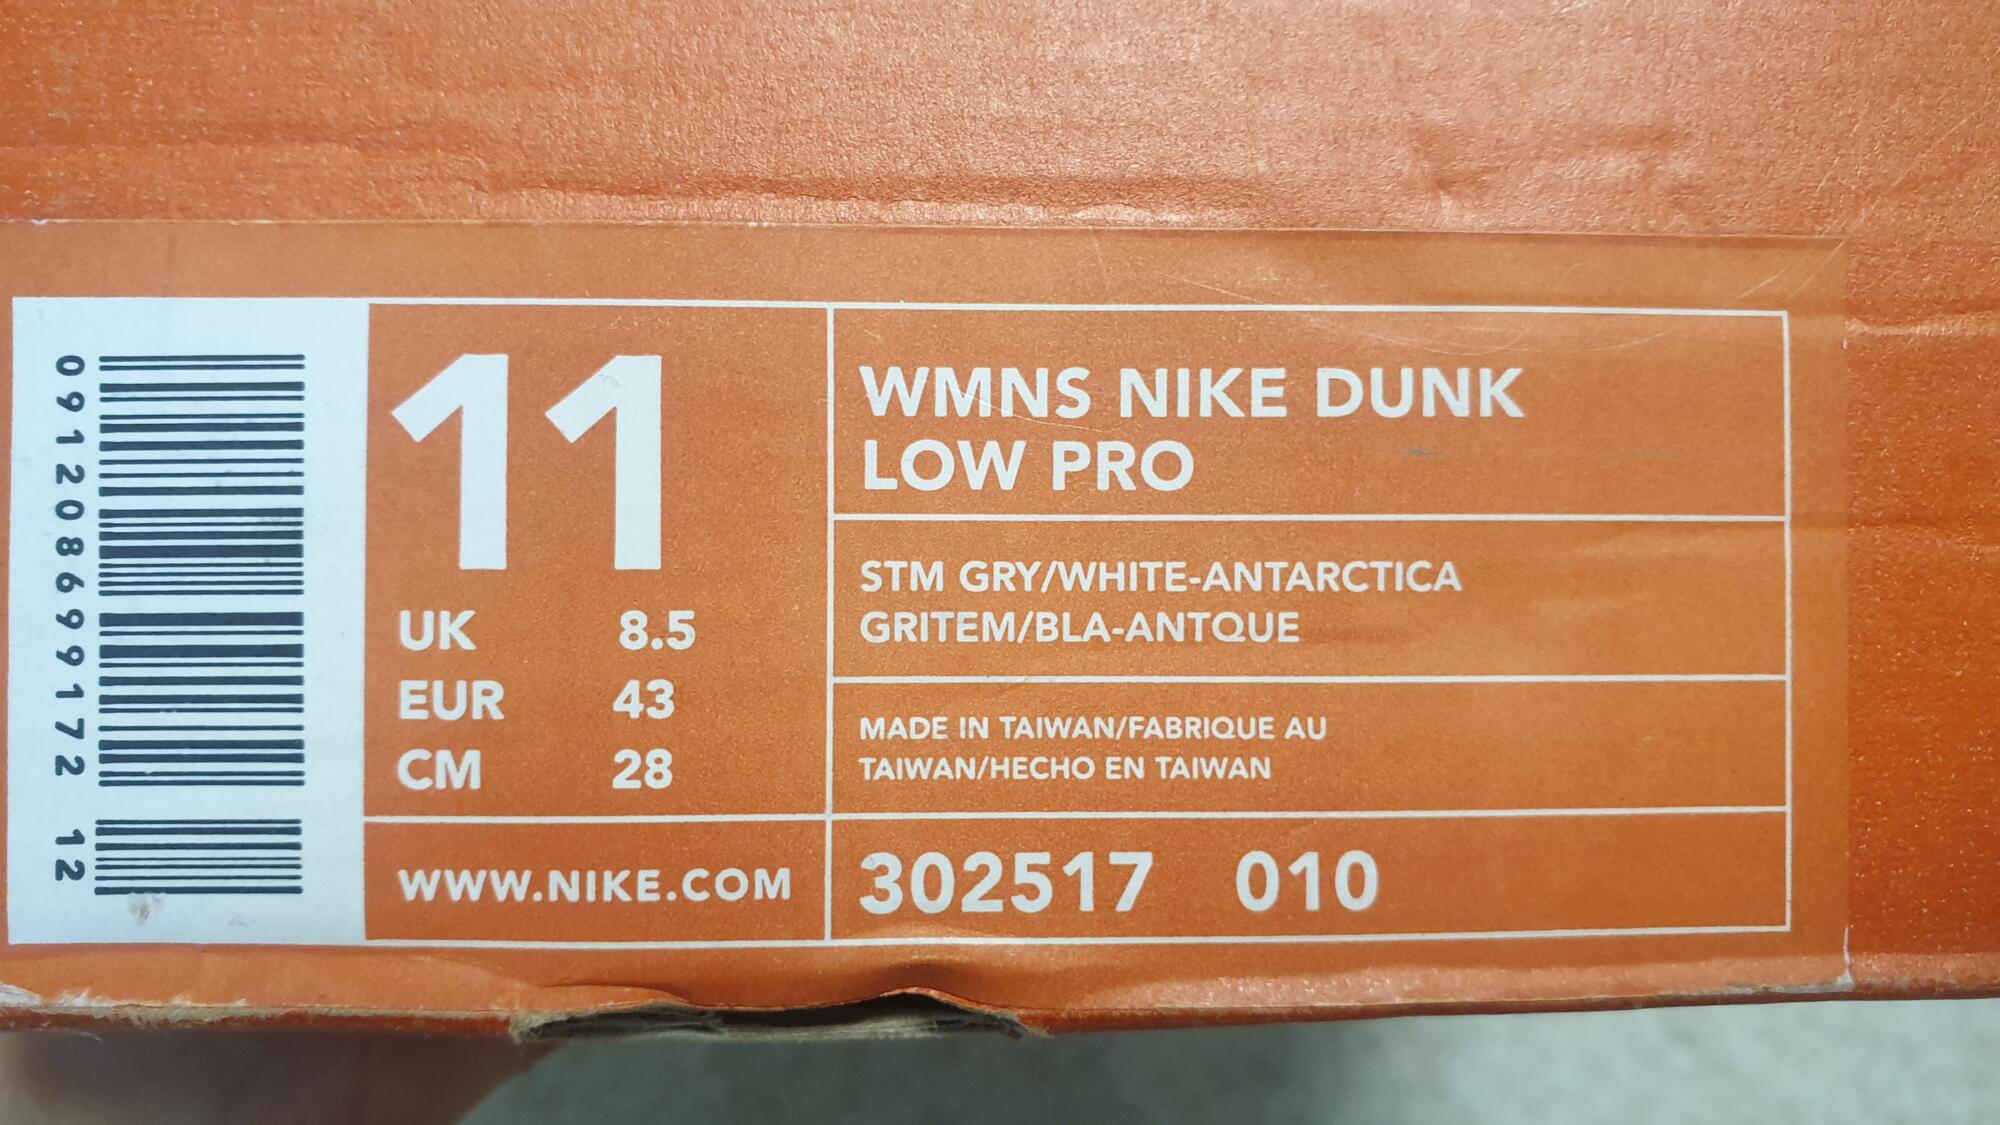 091208699172 12
11
UK 8.5
EUR 43
CM 28
WWW.NIKE.COM
WMNS NIKE DUNK
LOW PRO
STM GRY/WHITE-ANTARCTICA
GRITEM/BLA-ANTQUE
MADE IN TAIWAN/FABRIQUE AU
TAIWAN/HECHO EN TAIWAN
302517 010